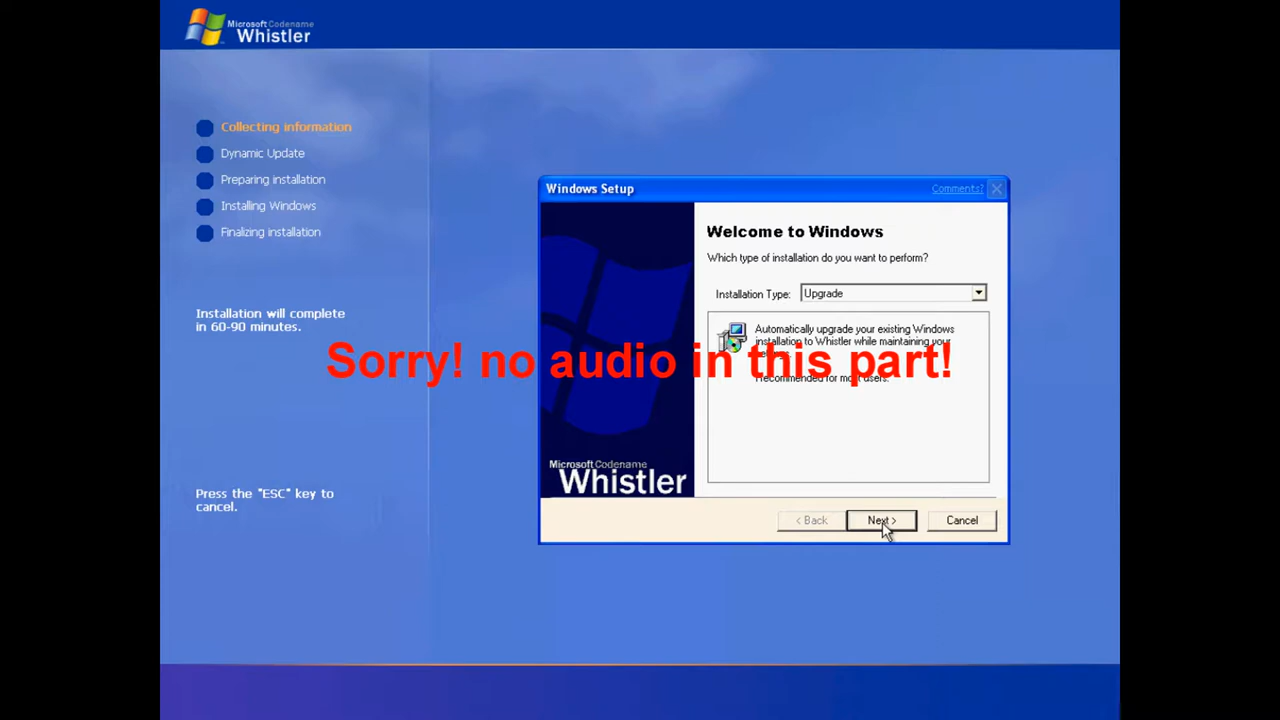 Microsoft Codename
Whistler
Collecting information
Dynamic Update
Preparing installation
Installing Windows
Finalizing installation
Installation will complete
in 60-90 minutes.
Press the "ESC" key to
cancel.
Windows Setup
Comments?
Welcome to Windows
Which type of installation do you want to perform?
Installation Type:
Upgrade
Automatically upgrade your existing Windows
installation to Whistler while maintaining your
Recommended for most users.
Sorry! no audio in this part!
Microsoft Codename
Whistler
< Back
Next >
Cancel